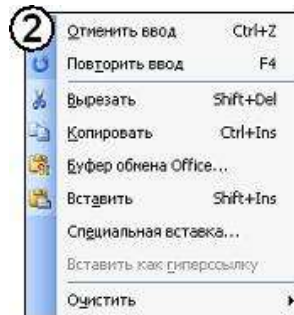 2
Отменить ввод Ctrl+Z
Повторить ввод F4
Вырезать Shift+Del
Копировать Ctrl+Ins
Буфер обмена Office...
Вставить Shift+Ins
Специальная вставка...
Вставить как гиперссылку
Очистить